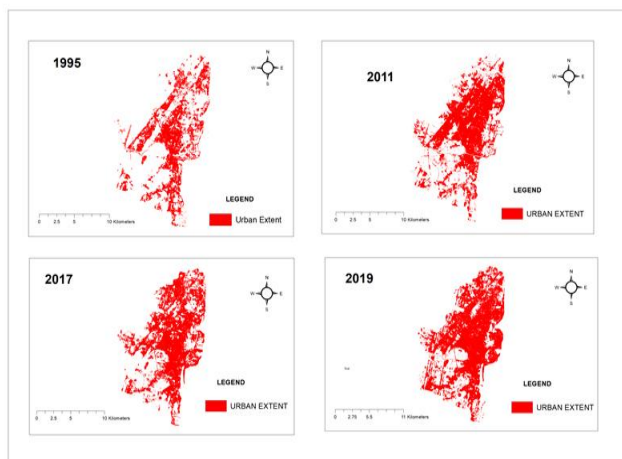 1995
N
W E
S
LEGEND
Urban Extent
0 2.5 5 10 Kilometers
2011
N
W E
S
LEGEND
URBAN EXTENT
0 2.5 5 10 Kilometers
2017
N
W E
S
LEGEND
URBAN EXTENT
0 2.5 5 10 Kilometers
2019
N
W E
S
LEGEND
URBAN EXTENT
0 2.75 5.5 11 Kilometers